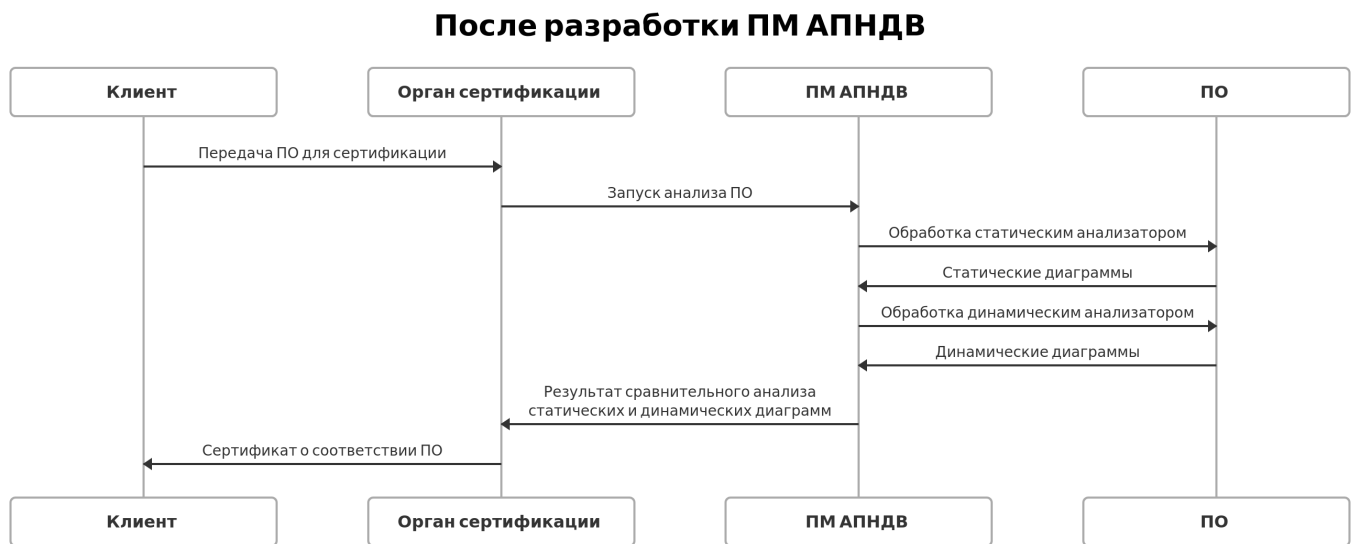 После разработки ПМ АПНДВ
Клиент
Орган сертификации
ПМ АПНДВ
ПО
Передача ПО для сертификации
Запуск анализа ПО
Обработка статическим анализатором
Статические диаграммы
Обработка динамическим анализатором
Динамические диаграммы
Результат сравнительного анализа
статических и динамических диаграмм
Сертификат о соответствии ПО
Клиент
Орган сертификации
ПМ АПНДВ
ПО